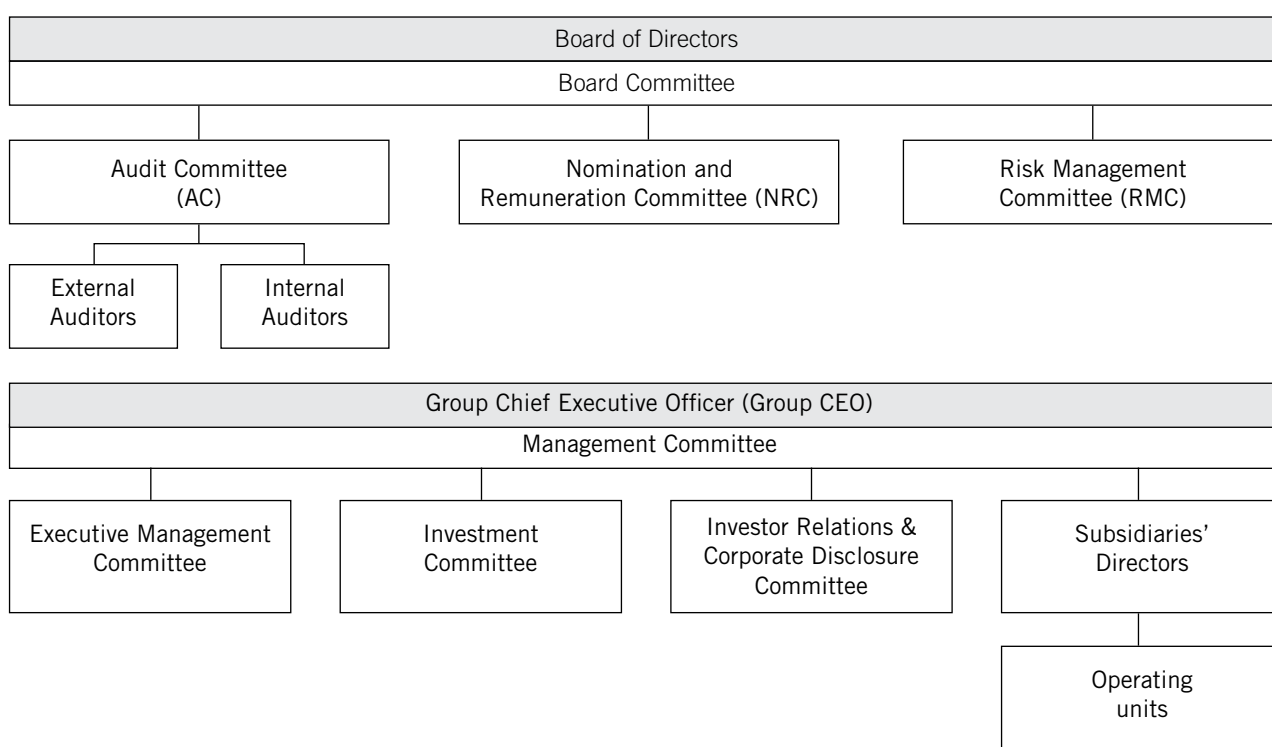 Board of Directors
Board Committee
Audit Committee
(AC)
Nomination and
Remuneration Committee (NRC)
Risk Management
Committee (RMC)
External
Auditors
Internal
Auditors
Group Chief Executive Officer (Group CEO)
Management Committee
Executive Management
Committee
Investment
Committee
Investor Relations &
Corporate Disclosure
Committee
Subsidiaries’
Directors
Operating
units